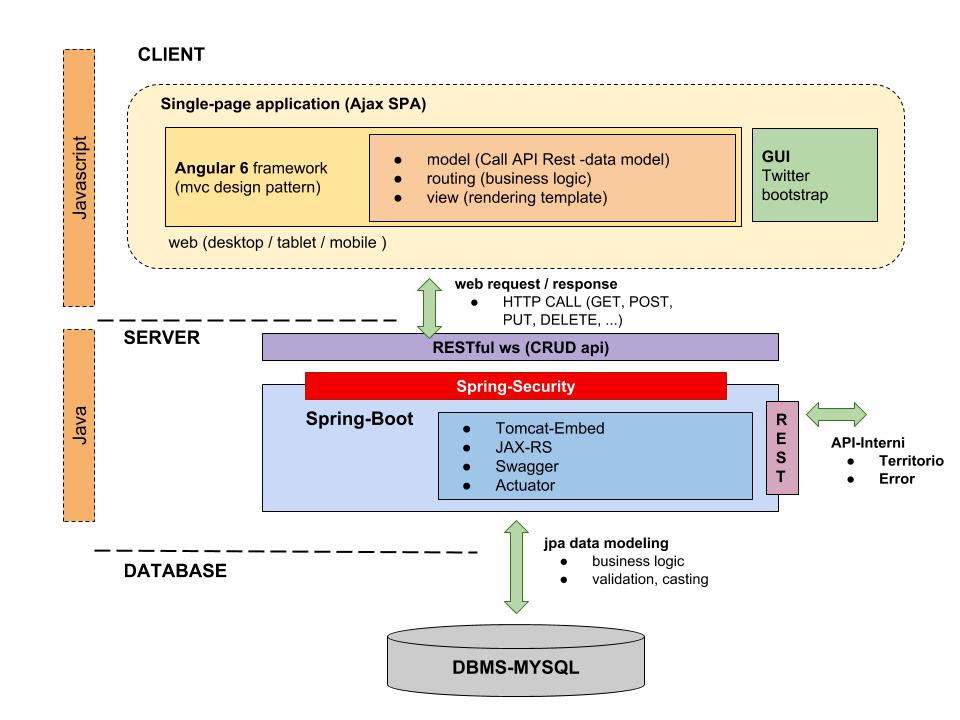 CLIENT
Javascript
Single-page application (Ajax SPA)
Angular 6 framework
(mvc design pattern)
● model (Call API Rest -data model)
● routing (business logic)
● view (rendering template)
GUI
Twitter
bootstrap
web (desktop / tablet / mobile )
web request / response
● HTTP CALL (GET, POST,
PUT, DELETE, ...)
SERVER
Java
RESTful ws (CRUD api)
Spring-Security
Spring-Boot
● Tomcat-Embed
● JAX-RS
● Swagger
● Actuator
R
E
S
T
API-Interni
● Territorio
● Error
jpa data modeling
● business logic
● validation, casting
DATABASE
DBMS-MYSQL